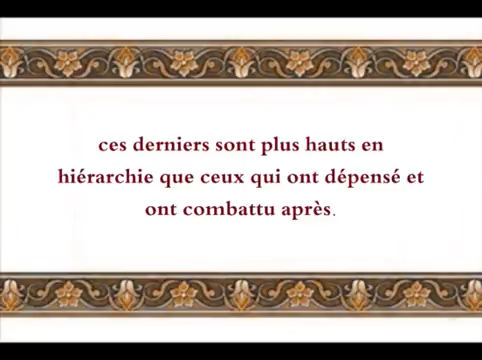 ces derniers sont plus hauts en
hiérarchie que ceux qui ont dépensé et
ont combattu après.